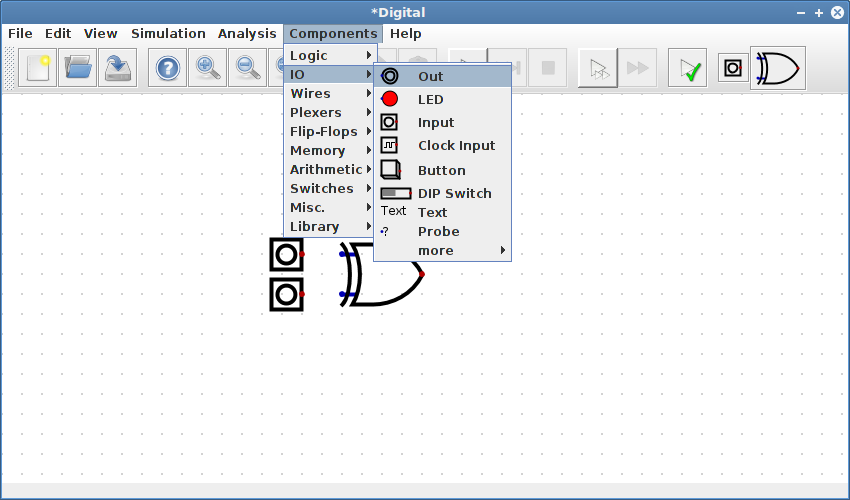 *Digital
File Edit View Simulation Analysis Components Help
Logic
IO
Wires
Plexers
Flip-Flops
Memory
Arithmetic
Switches
Misc.
Library
Out
LED
Input
Clock Input
Button
DIP Switch
Text Text
? Probe
more